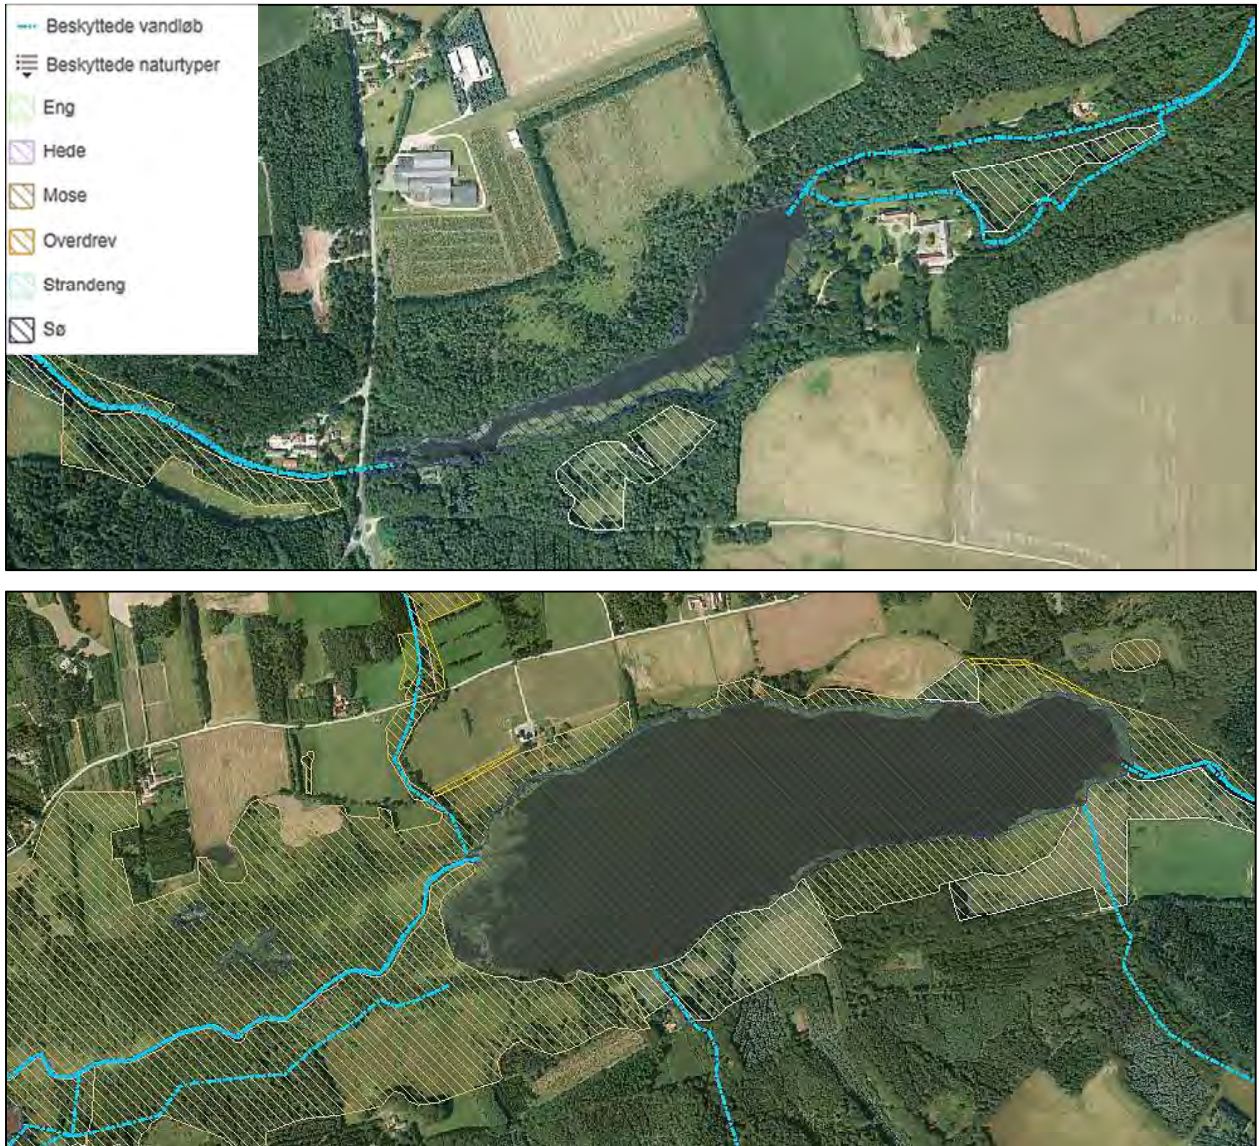 Beskyttede vandløb
Beskyttede naturtyper
Eng
Hede
Mose
Overdrev
Strandeng
Sø